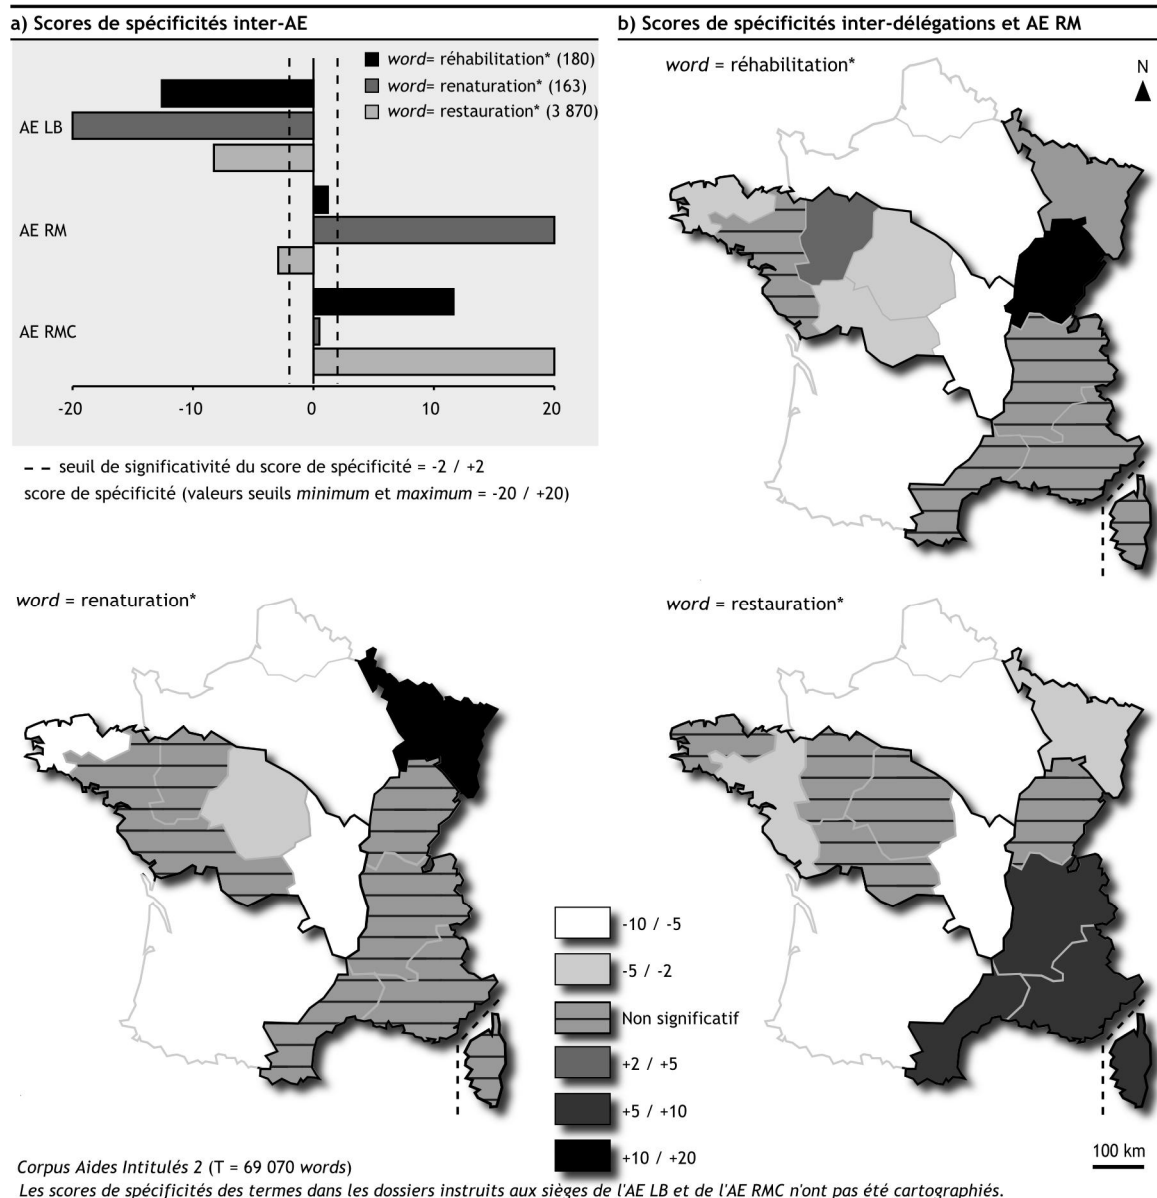 a) Scores de spécificités inter-AE
word= réhabilitation* (180)
word= renaturation* (163)
word= restauration* (3 870)
AE LB
AE RM
AE RMC
-20 -10 0 10 20
seuil de significativité du score de spécificité = -2 / +2
score de spécificité (valeurs seuils minimum et maximum = -20 / +20)
b) Scores de spécificités inter-délégations et AE RM
word = réhabilitation*
N
word = renaturation*
word = restauration*
-10 / -5
-5 / -2
Non significatif
+2 / +5
+5 / +10
+10 / +20
100 km
Corpus Aides Intitulés 2 (T = 69 070 words)
Les scores de spécificités des termes dans les dossiers instruits aux sièges de l'AE LB et de l'AE RMC n'ont pas été cartographiés.